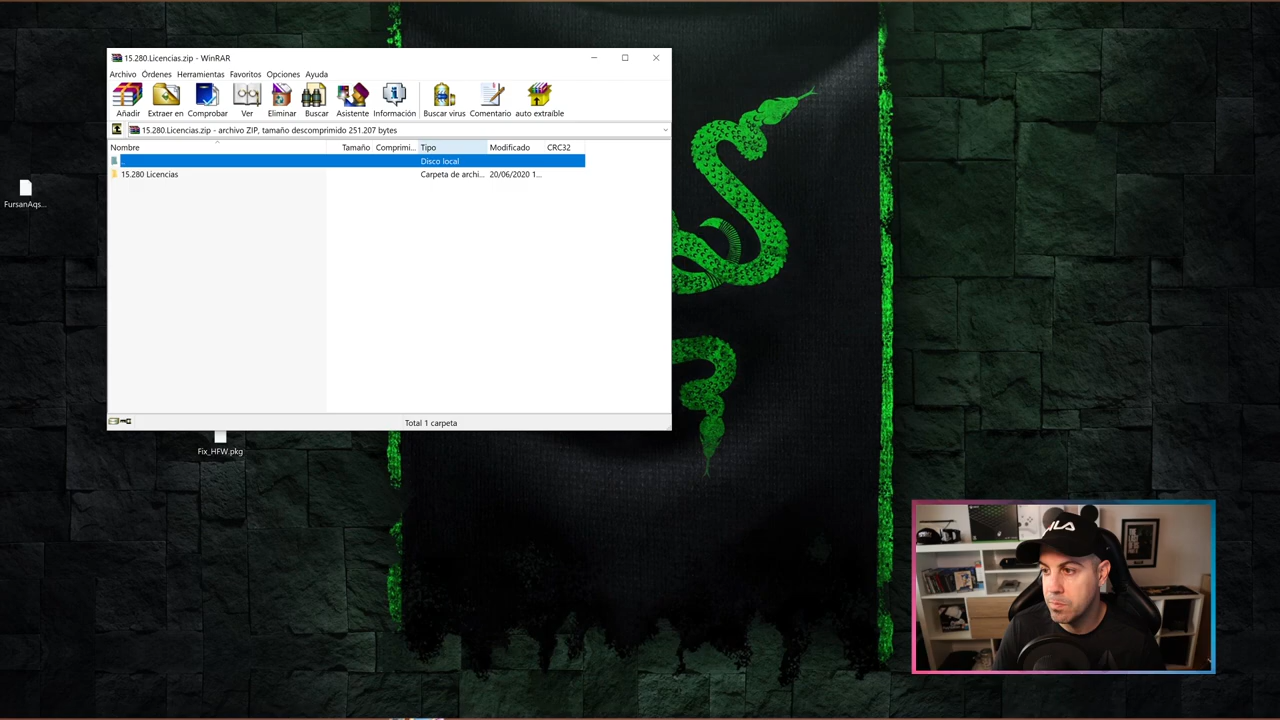 15.280.Licencias.zip - WinRAR
Archivo Órdenes Herramientas Favoritos Opciones Ayuda
Añadir Extraer en Comprobar Ver Eliminar Buscar Asistente Información Buscar virus Comentario auto extraíble
15.280.Licencias.zip - archivo ZIP, tamaño descomprimido 251.207 bytes
Nombre Tamaño Comprimi... Tipo Modificado CRC32
.. Disco local
15.280 Licencias Carpeta de archi... 20/06/2020 1...
Total 1 carpeta
FursanAqs...
Fix_HFW.pkg